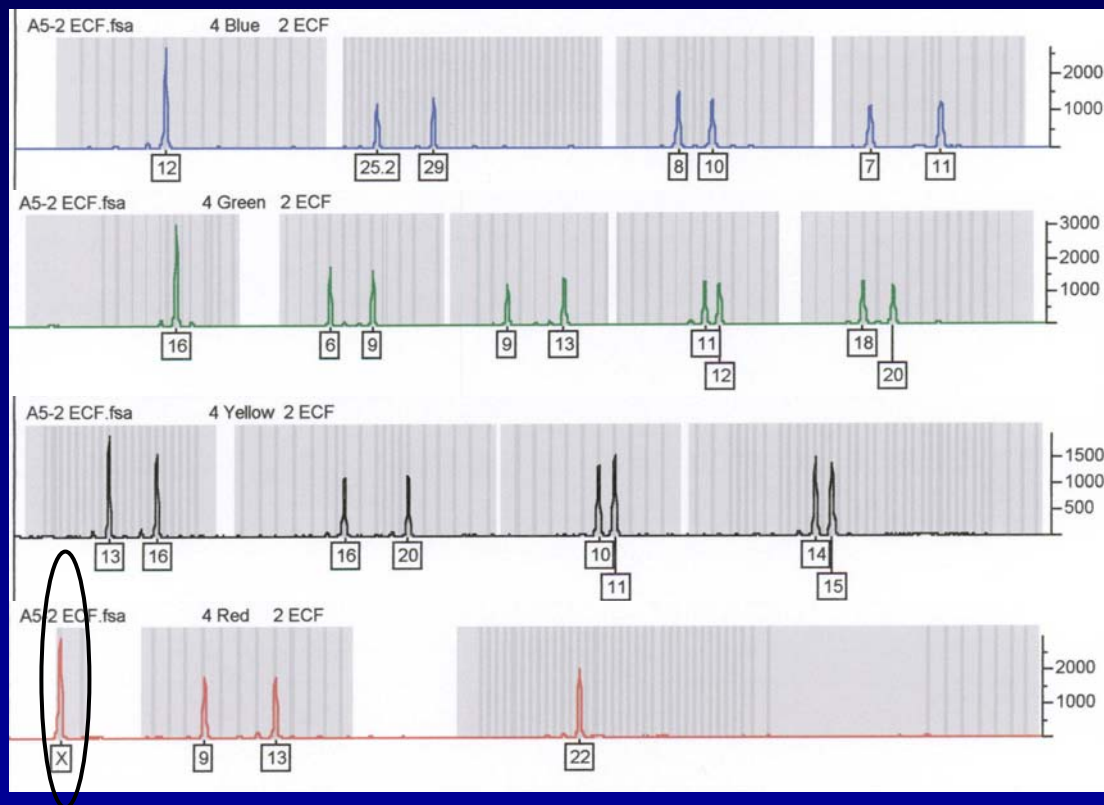 A5-2 ECF.fsa 4 Blue 2 ECF
2000
1000
12 25.2 29 8 10 7 11
A5-2 ECF.fsa 4 Green 2 ECF
3000
2000
1000
16 6 9 9 13 11 18
12 20
A5-2 ECF.fsa 4 Yellow 2 ECF
1500
1000
500
13 16 16 20 10 14
11 15
A5-2 ECF.fsa 4 Red 2 ECF
2000
1000
X 9 13 22